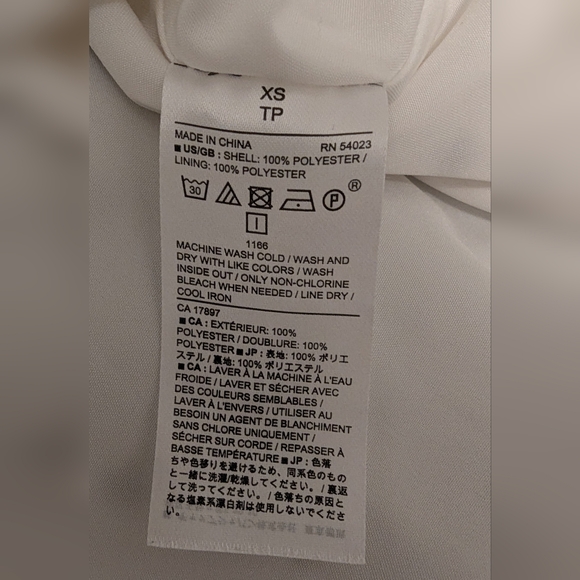 XS
TP
MADE IN CHINA RN 54023
■ US/GB : SHELL: 100% POLYESTER /
LINING: 100% POLYESTER
30 P ®
I
1166
MACHINE WASH COLD / WASH AND
DRY WITH LIKE COLORS / WASH
INSIDE OUT / ONLY NON-CHLORINE
BLEACH WHEN NEEDED / LINE DRY /
COOL IRON
CA 17897
■ CA : EXTÉRIEUR: 100%
POLYESTER / DOUBLURE: 100%
POLYESTER ■ JP : 表地: 100% ポリエ
ステル / 裏地: 100% ポリエステル
■ CA : LAVER À LA MACHINE À L'EAU
FROIDE / LAVER ET SÉCHER AVEC
DES COULEURS SEMBLABLES /
LAVER À L'ENVERS / UTILISER AU
BESOIN UN AGENT DE BLANCHIMENT
SANS CHLORE UNIQUEMENT /
SÉCHER SUR CORDE / REPASSER À
BASSE TEMPÉRATURE ■ JP : 色落
ちや色移りを避けるため、同系色のもの
と一緒に洗濯/乾燥してください。 / 裏返
して洗ってください。 / 色落ちの原因と
なる塩素系漂白剤は使用しないでくださ
い。